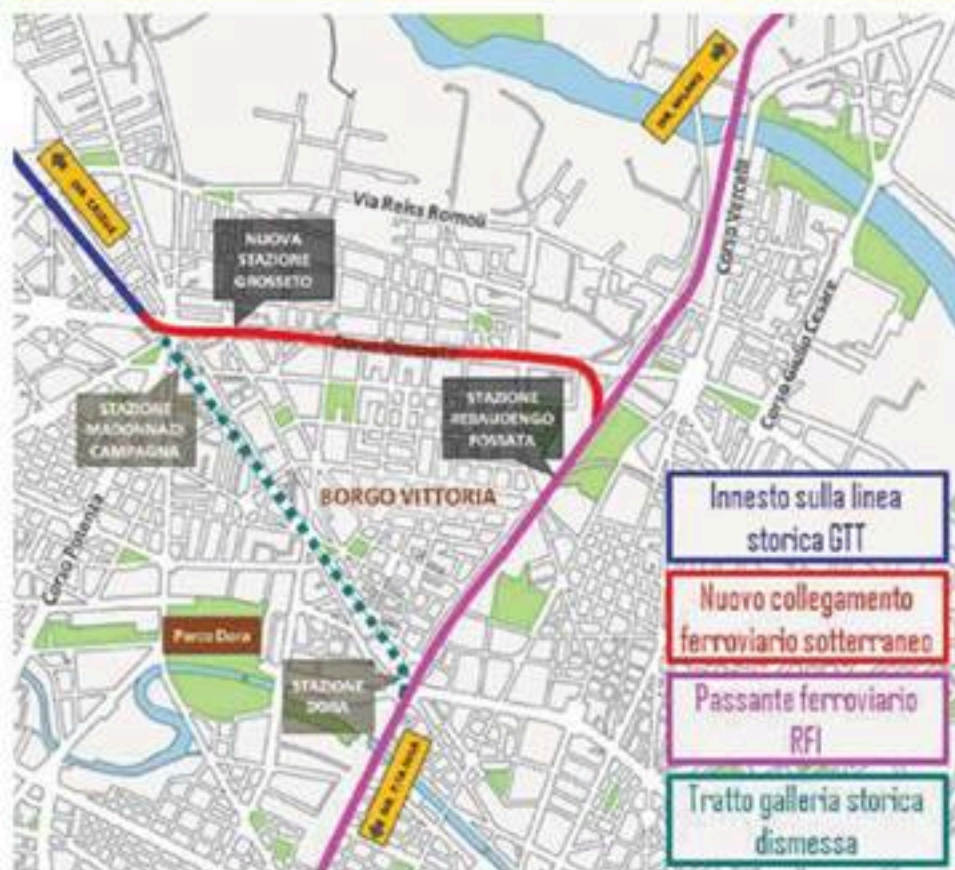 DIR. MILANO
Via Reiss Romoli
Corso Vercelli
NUOVA
STAZIONE
GROSSETO
Corso Giulio Cesare
STAZIONE
MADONNA DI
CAMPAGNA
STAZIONE
REBAUDENGO
FOSSATA
BORGO VITTORIA
Corso Potenza
Parco Dora
STAZIONE
DORA
Innesto sulla linea
storica GTT
Nuovo collegamento
ferroviario sotterraneo
Passante ferroviario
RFI
Tratto galleria storica
dismessa